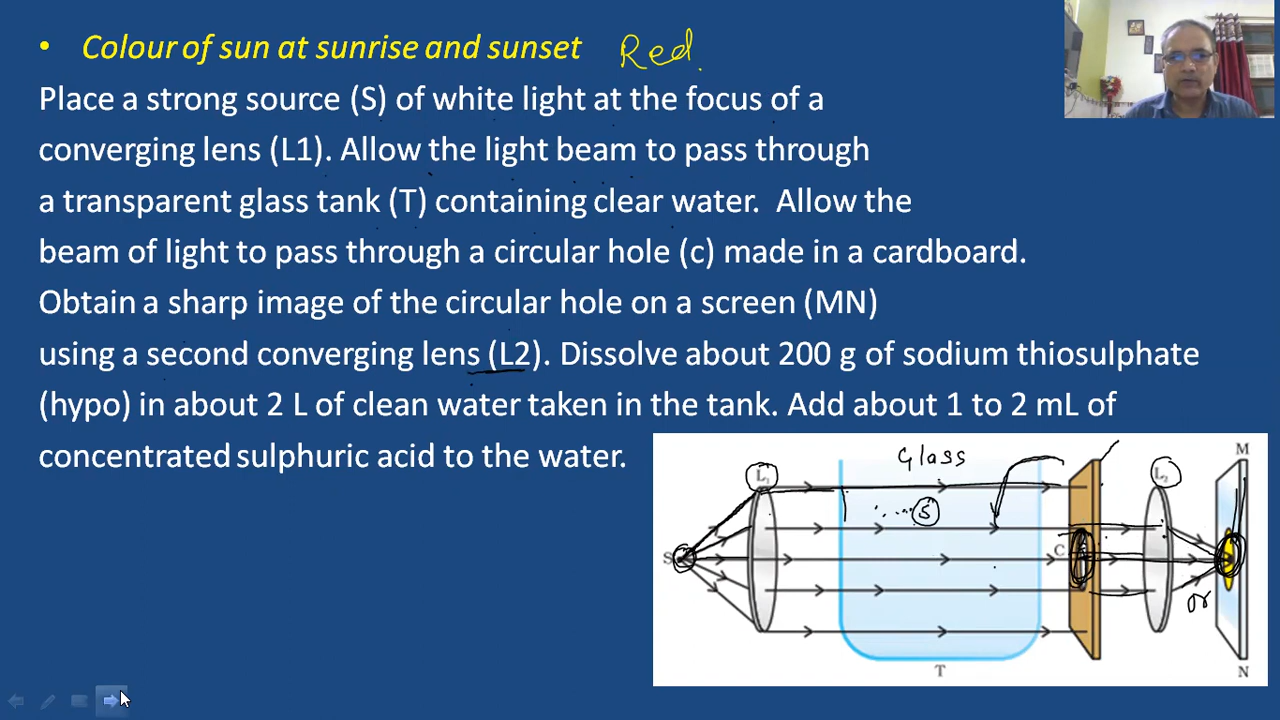 • Colour of sun at sunrise and sunset Red.
Place a strong source (S) of white light at the focus of a
converging lens (L1). Allow the light beam to pass through
a transparent glass tank (T) containing clear water. Allow the
beam of light to pass through a circular hole (c) made in a cardboard.
Obtain a sharp image of the circular hole on a screen (MN)
using a second converging lens (L2). Dissolve about 200 g of sodium thiosulphate
(hypo) in about 2 L of clean water taken in the tank. Add about 1 to 2 mL of
concentrated sulphuric acid to the water.
Glass
M
L₁
L₂
S
S
C
or
T
N